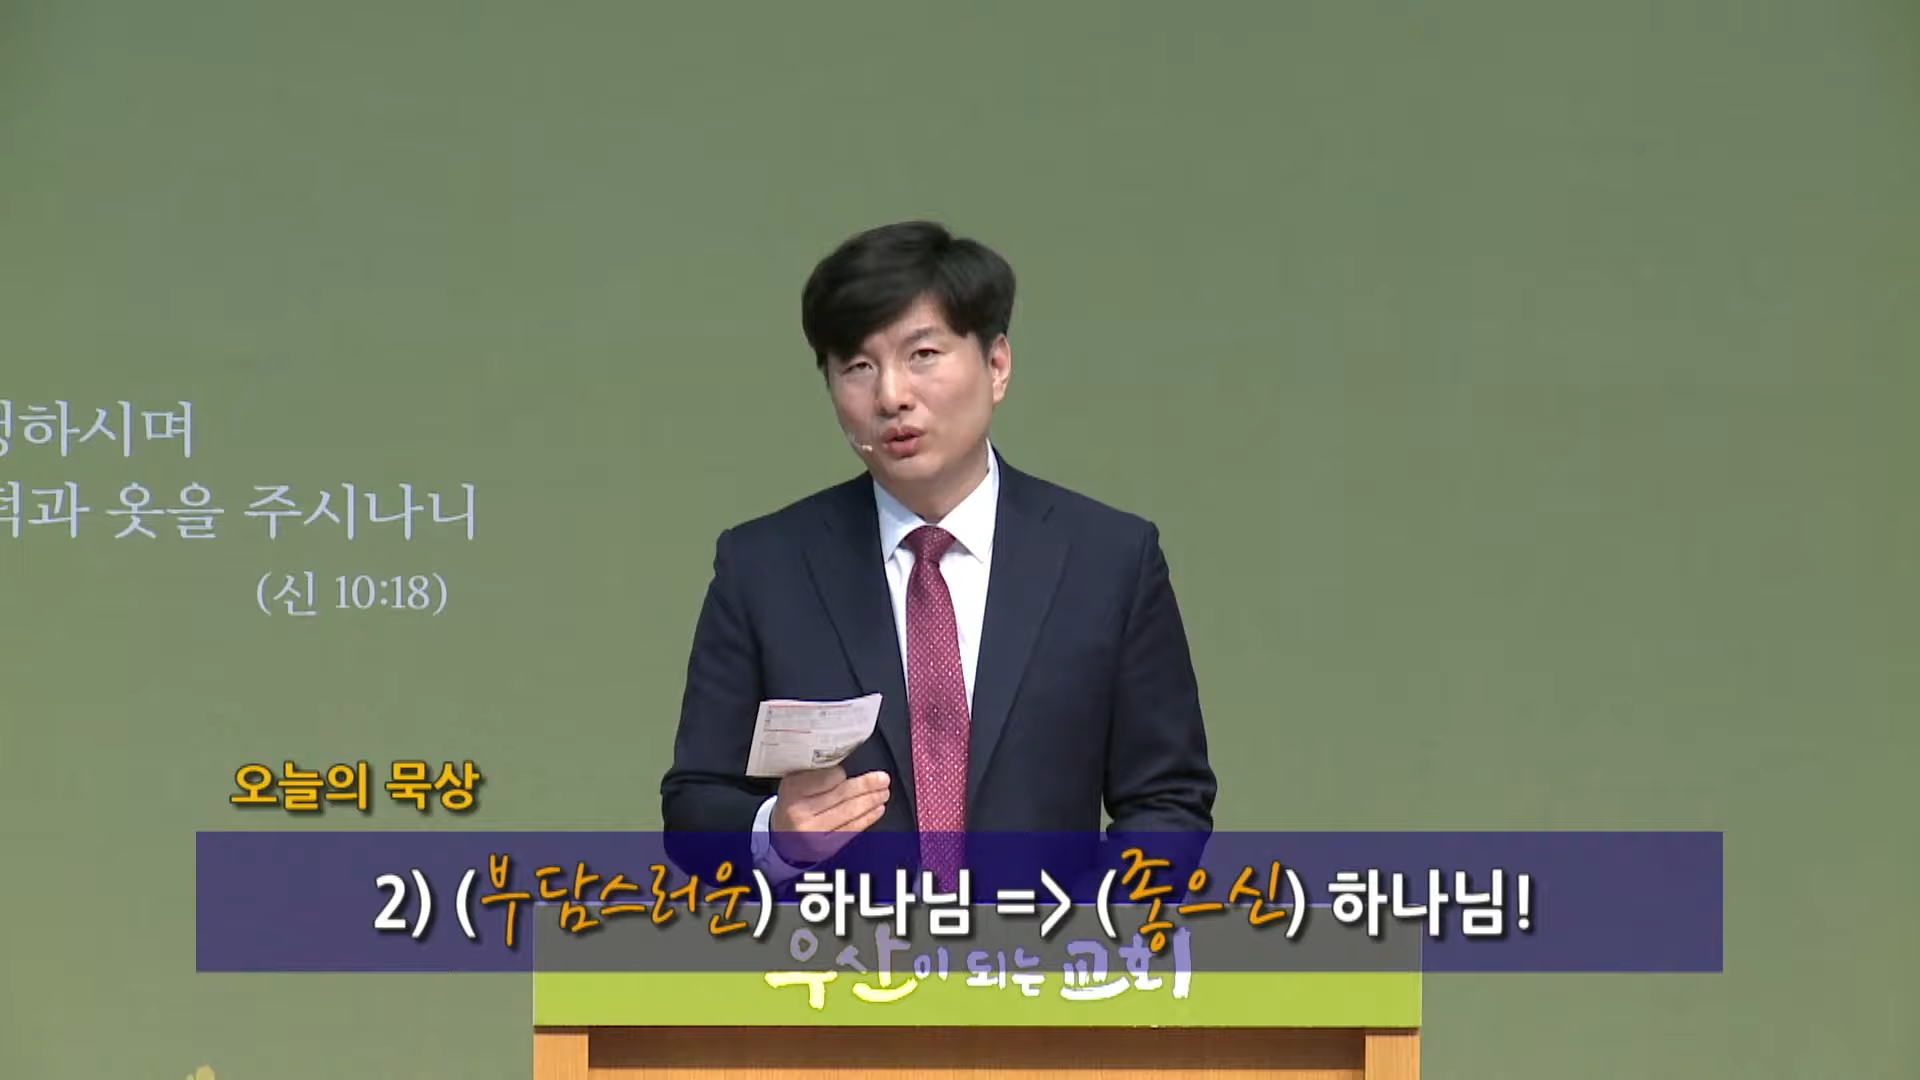 하시며
떡과 옷을 주시나니
(신 10:18)
오늘의 묵상
2) (부담스러운) 하나님 => (좋으신) 하나님!
우산이 되는 교회